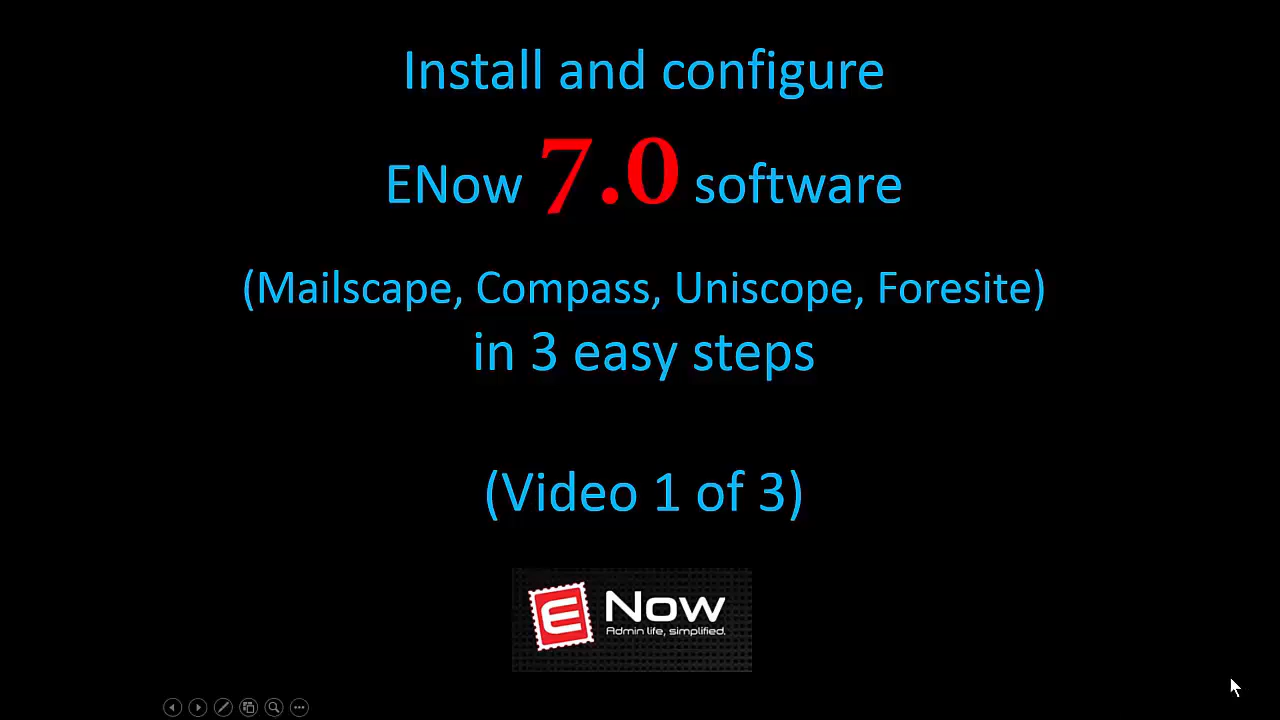 Install and configure
ENow 7.0 software
(Mailscape, Compass, Uniscope, Foresite)
in 3 easy steps
(Video 1 of 3)
E Now
Admin life, simplified.